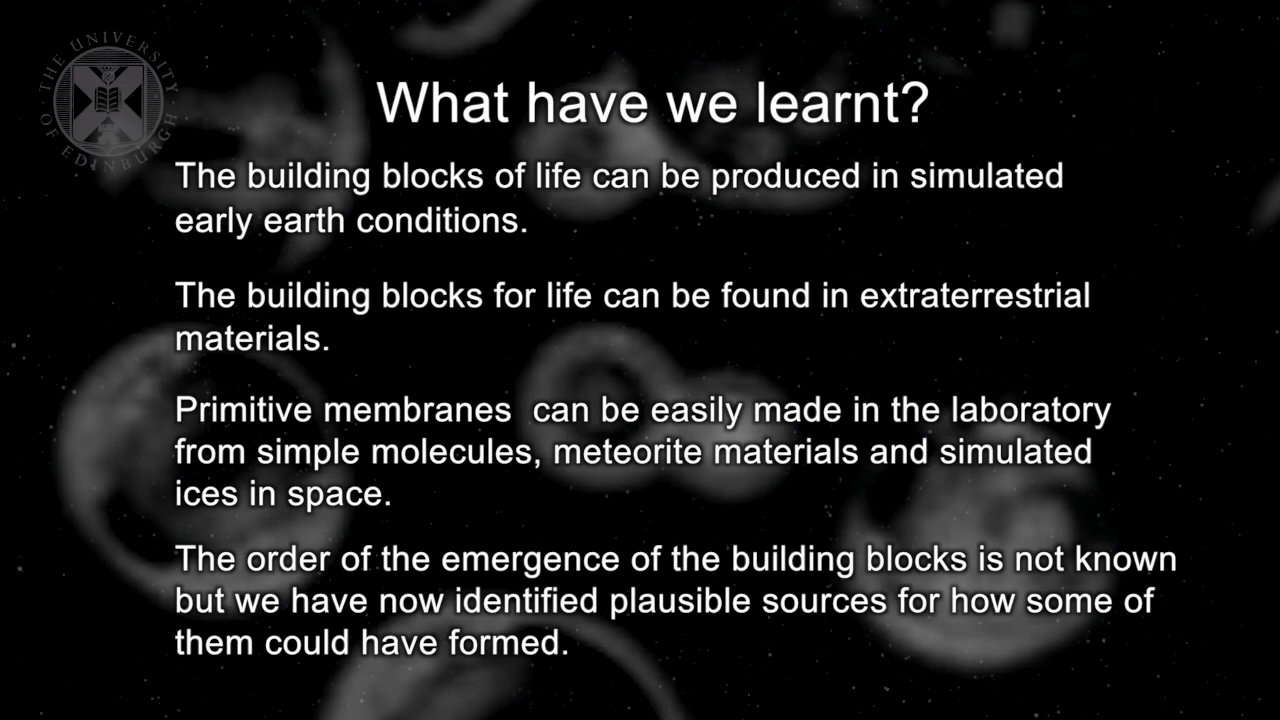 THE UNIVERSITY OF EDINBURGH
What have we learnt?
The building blocks of life can be produced in simulated
early earth conditions.
The building blocks for life can be found in extraterrestrial
materials.
Primitive membranes  can be easily made in the laboratory
from simple molecules, meteorite materials and simulated
ices in space.
The order of the emergence of the building blocks is not known
but we have now identified plausible sources for how some of
them could have formed.